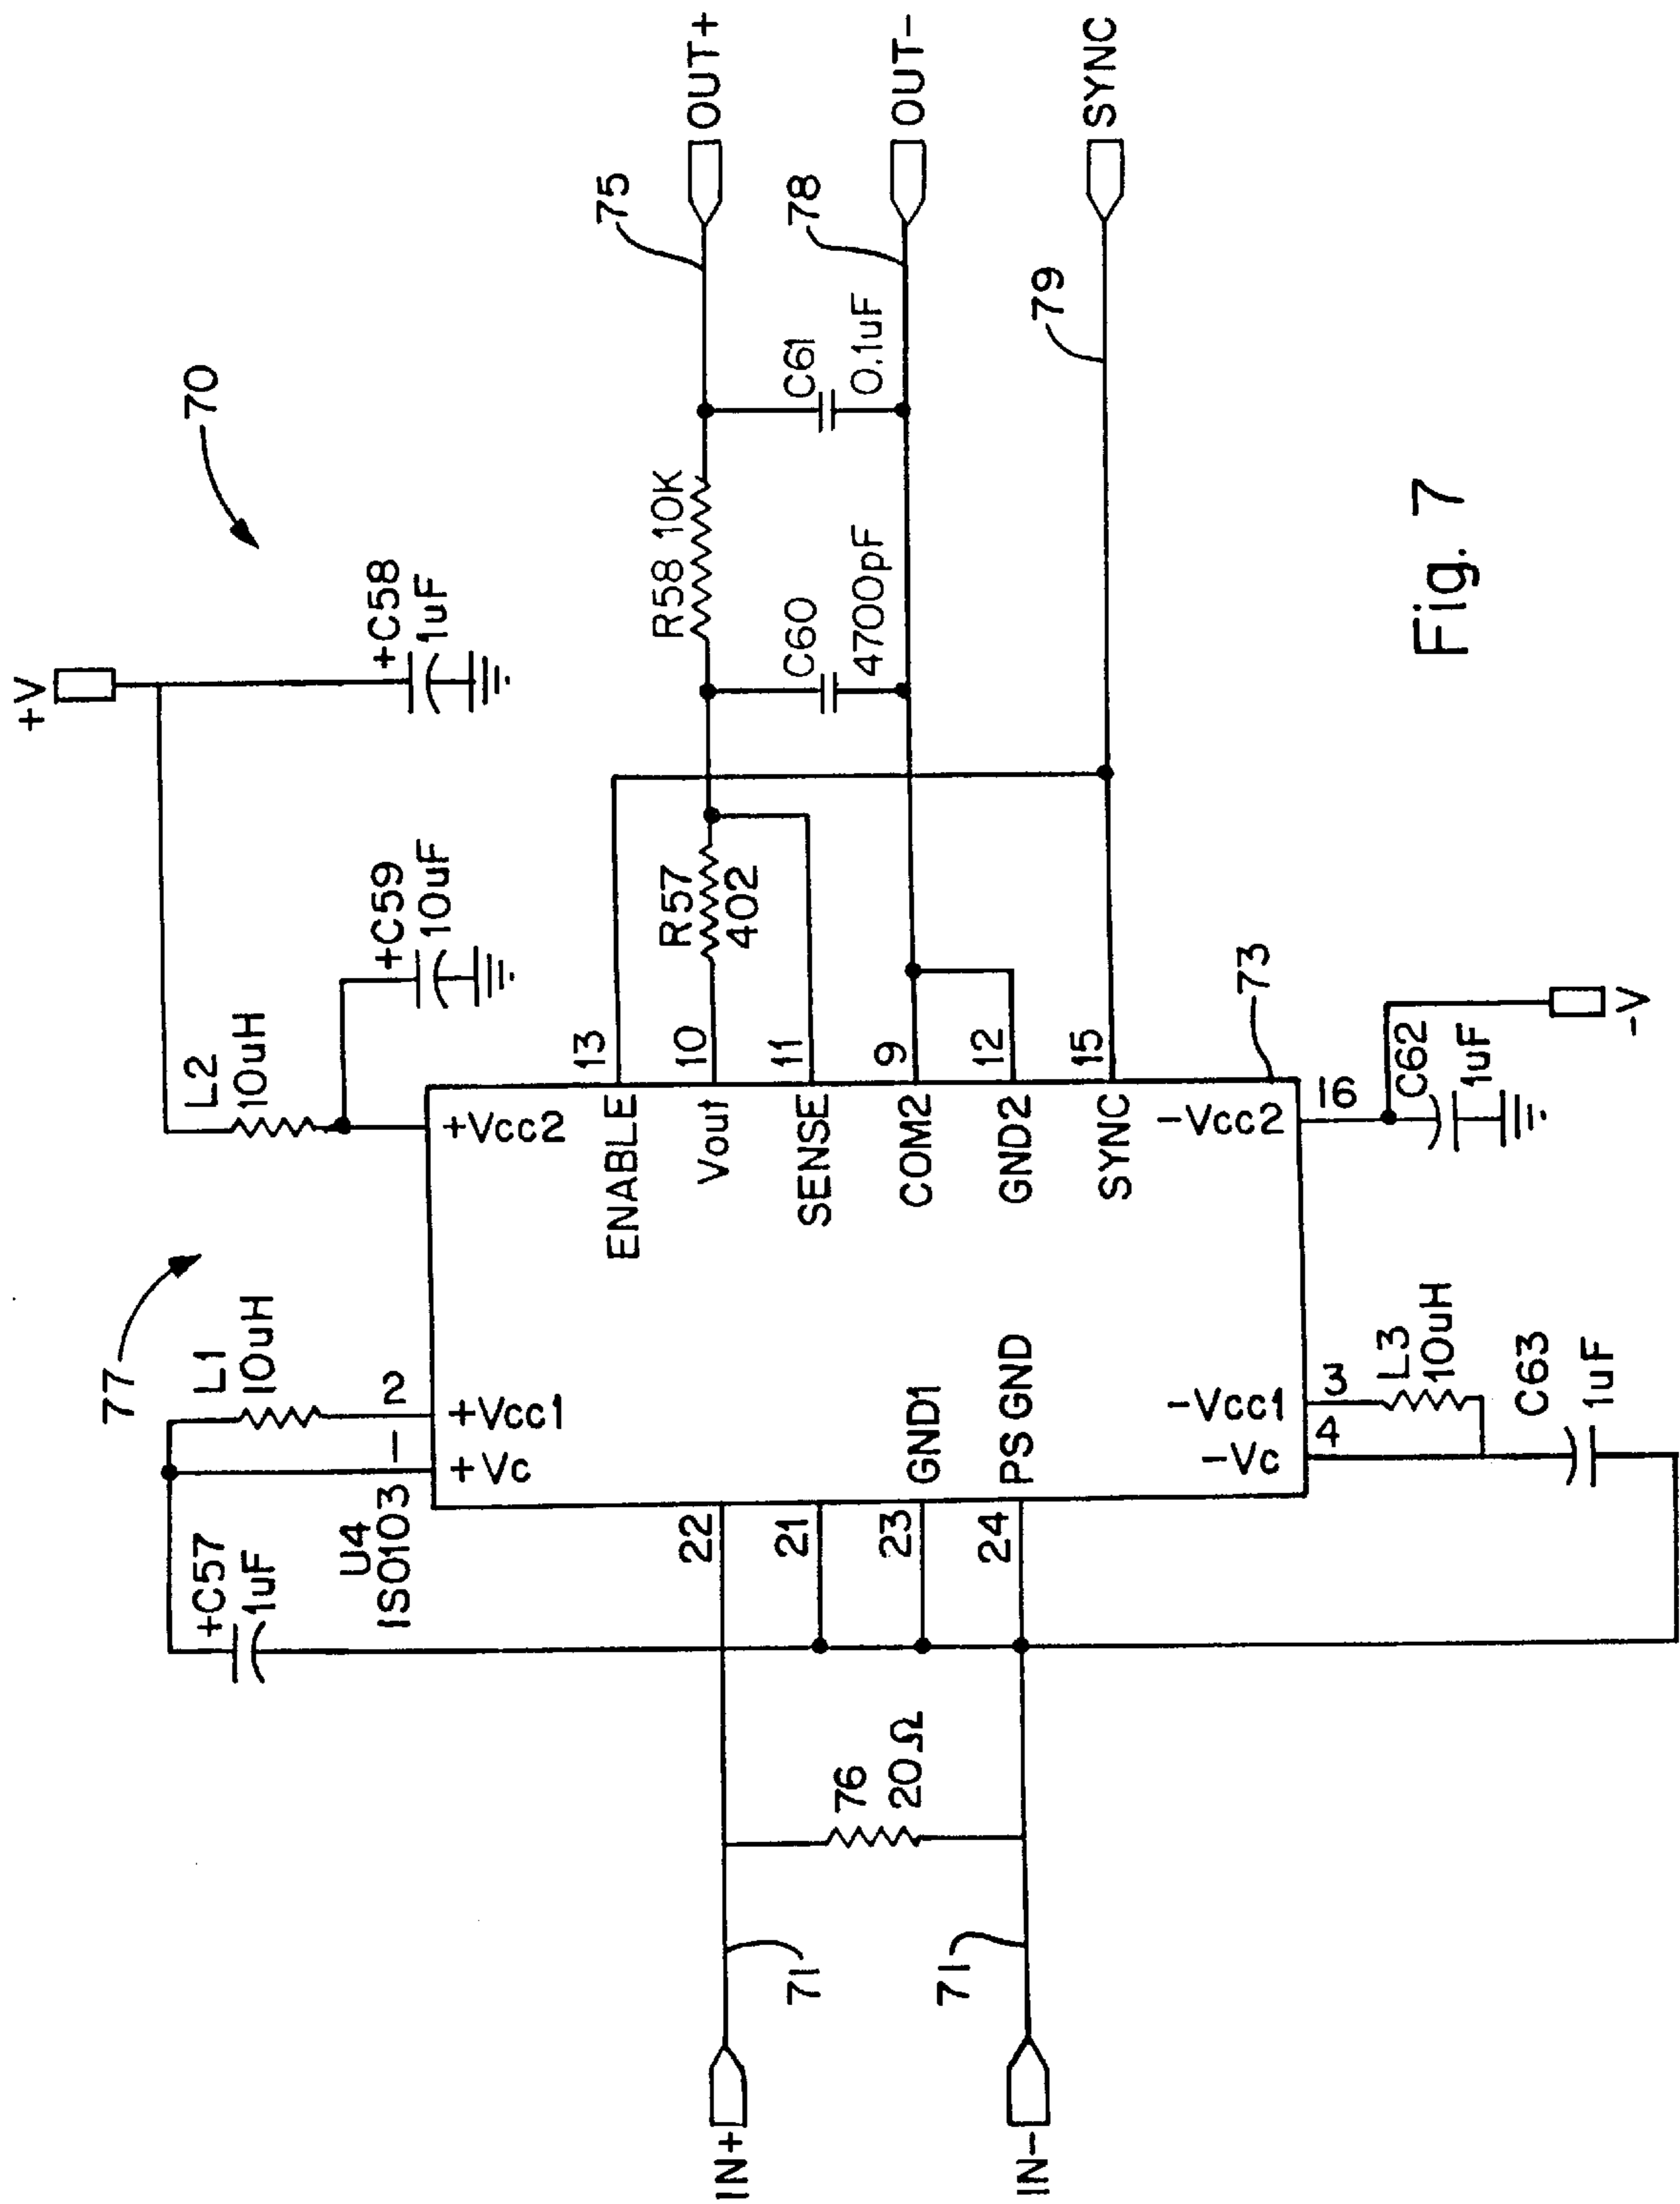 +V
70
+C58
1uF
77
L2
10uH
+C59
10uF
L1
10uH
+C57
1uF
U4
ISO103
1
2
+Vc
+Vcc1
+Vcc2
13
ENABLE
10
Vout
11
SENSE
9
COM2
12
GND2
15
SYNC
R57
402
R58 10K
C60
4700pF
C61
0.1uF
75
OUT+
78
OUT-
79
SYNC
IN+
71
22
21
76
20Ω
23
GND1
IN-
71
24
PS GND
-Vc
-Vcc1
4
3
L3
10uH
C63
1uF
-Vcc2
16
73
C62
1uF
-V
Fig. 7